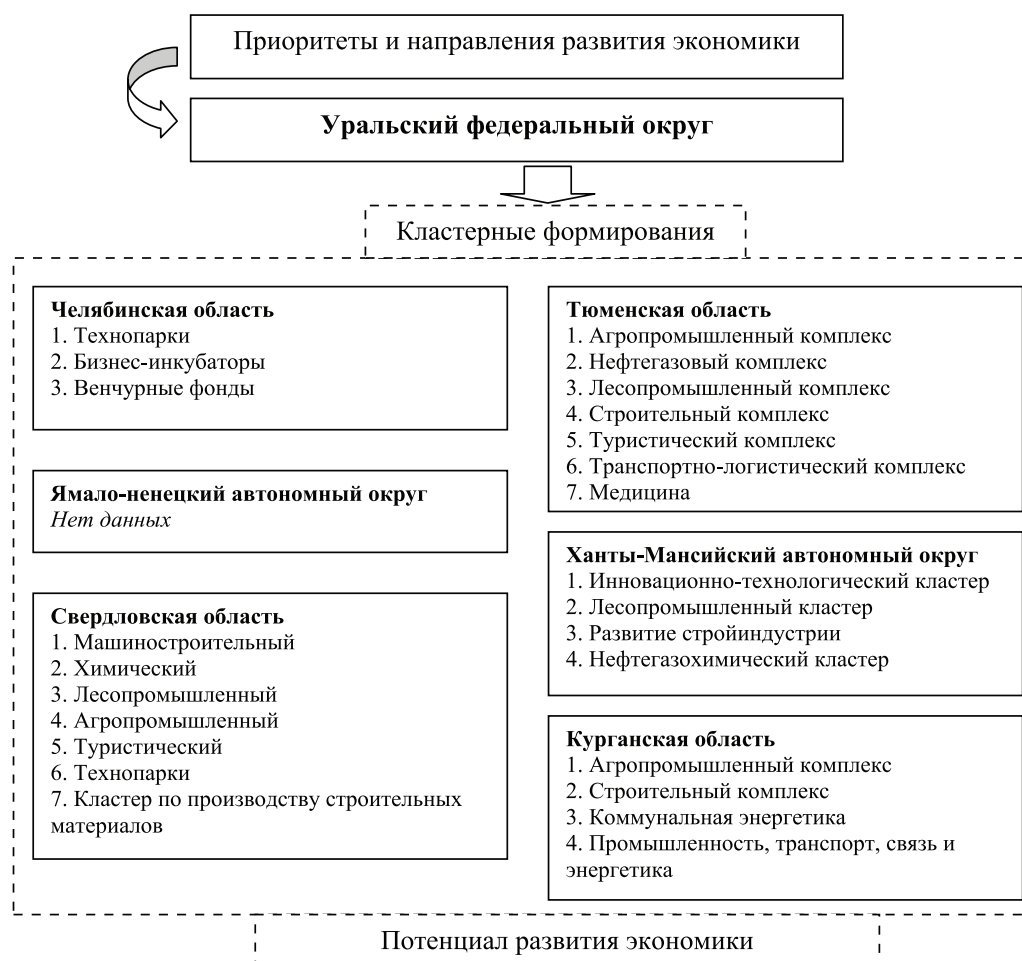 Приоритеты и направления развития экономики
Уральский федеральный округ
Кластерные формирования
Челябинская область
1. Технопарки
2. Бизнес-инкубаторы
3. Венчурные фонды
Ямало-ненецкий автономный округ
Нет данных
Свердловская область
1. Машиностроительный
2. Химический
3. Лесопромышленный
4. Агропромышленный
5. Туристический
6. Технопарки
7. Кластер по производству строительных
материалов
Тюменская область
1. Агропромышленный комплекс
2. Нефтегазовый комплекс
3. Лесопромышленный комплекс
4. Строительный комплекс
5. Туристический комплекс
6. Транспортно-логистический комплекс
7. Медицина
Ханты-Мансийский автономный округ
1. Инновационно-технологический кластер
2. Лесопромышленный кластер
3. Развитие стройиндустрии
4. Нефтегазохимический кластер
Курганская область
1. Агропромышленный комплекс
2. Строительный комплекс
3. Коммунальная энергетика
4. Промышленность, транспорт, связь и
энергетика
Потенциал развития экономики